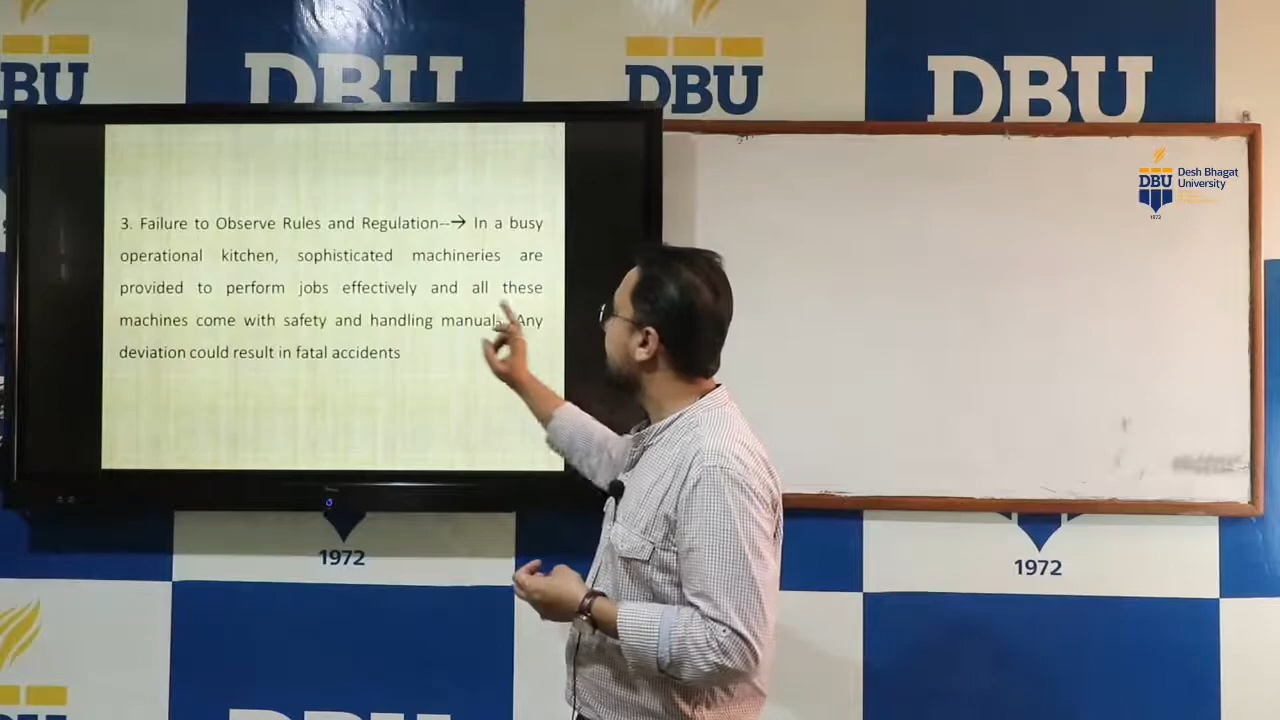 BU
DBU
DBU
DBU
3. Failure to Observe Rules and Regulation--→ In a busy
operational kitchen, sophisticated machineries are
provided to perform jobs effectively and all these
machines come with safety and handling manual. Any
deviation could result in fatal accidents
DBU
Desh Bhagat
University
1972
1972
1972
DBU
DBU